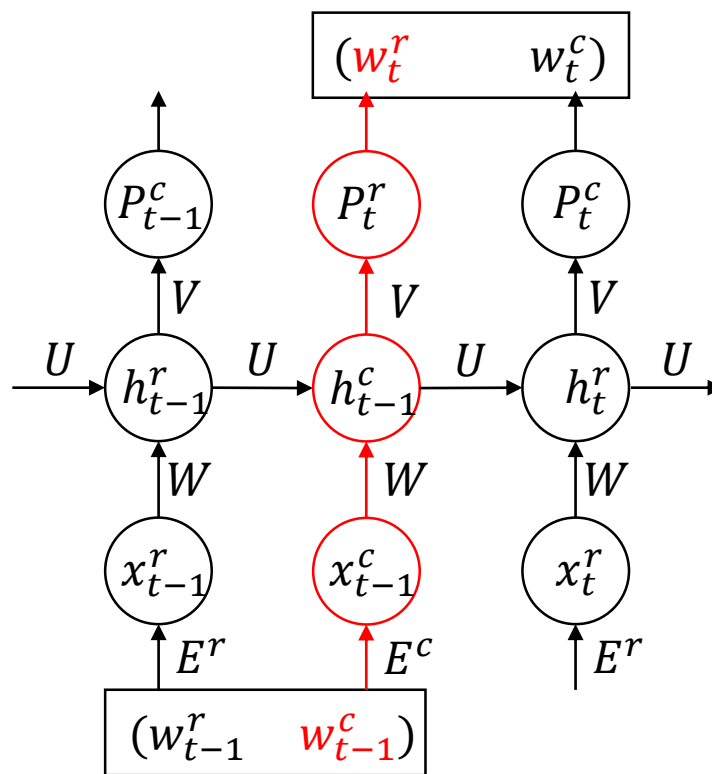 (w_t^r w_t^c)
P_{t-1}^c P_t^r P_t^c
V V V
U U U U
h_{t-1}^r h_{t-1}^c h_t^r
W W W
x_{t-1}^r x_{t-1}^c x_t^r
E^r E^c E^r
(w_{t-1}^r w_{t-1}^c)